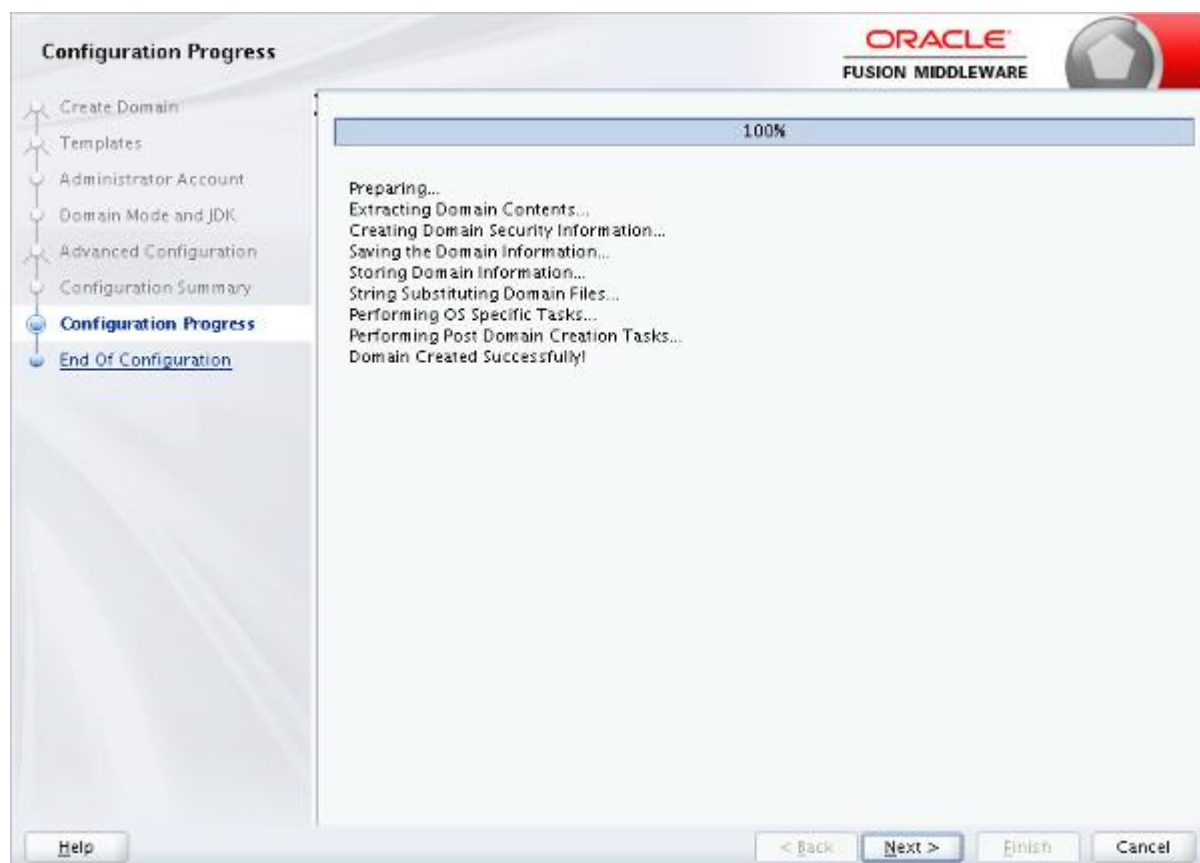 Configuration Progress
ORACLE
FUSION MIDDLEWARE
Create Domain
Templates
Administrator Account
Domain Mode and JDK
Advanced Configuration
Configuration Summary
Configuration Progress
End Of Configuration
100%
Preparing...
Extracting Domain Contents...
Creating Domain Security Information...
Saving the Domain Information...
Storing Domain Information...
String Substituting Domain Files...
Performing OS Specific Tasks...
Performing Post Domain Creation Tasks...
Domain Created Successfully!
Help
< Back
Next >
Finish
Cancel